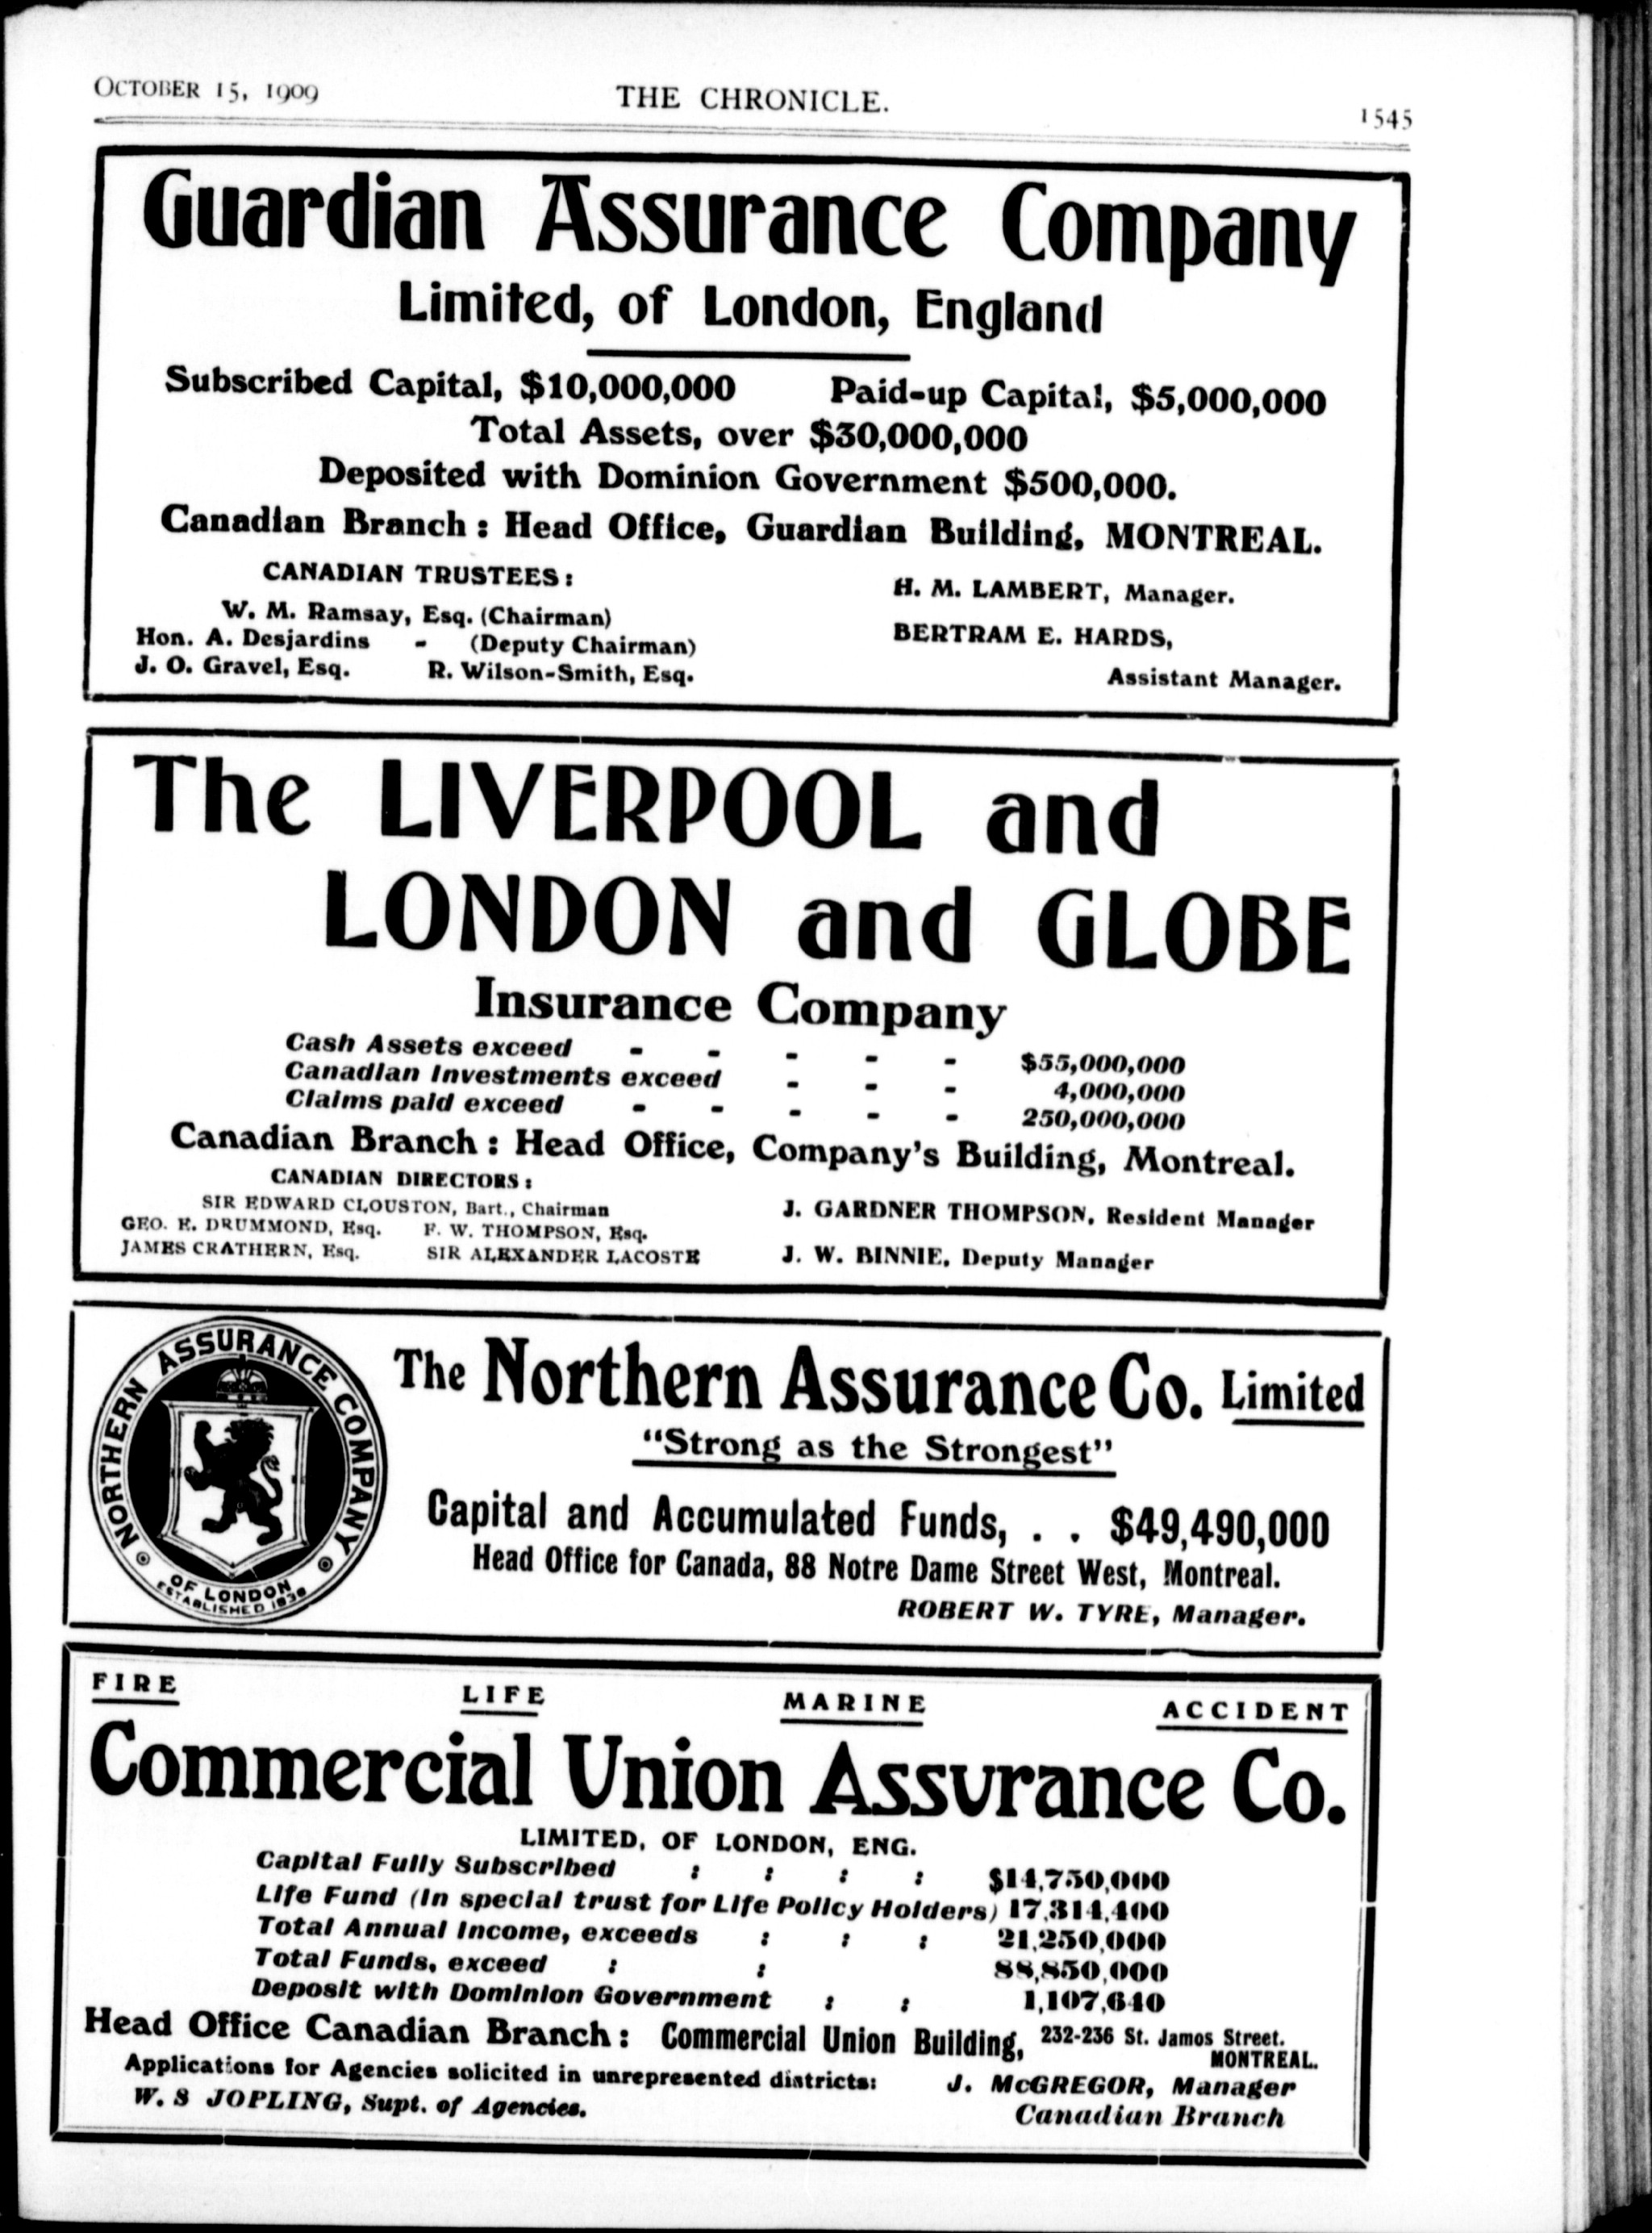 OCTOBER 15, 1909 THE CHRONICLE. 1545
Guardian Assurance Company
Limited, of London, England
Subscribed Capital, $10,000,000 Paid-up Capital, $5,000,000
Total Assets, over $30,000,000
Deposited with Dominion Government $500,000.
Canadian Branch : Head Office, Guardian Building, MONTREAL.
CANADIAN TRUSTEES :
W. M. Ramsay, Esq. (Chairman)
Hon. A. Desjardins - (Deputy Chairman)
J. O. Gravel, Esq. R. Wilson-Smith, Esq.
H. M. LAMBERT, Manager.
BERTRAM E. HARDS,
Assistant Manager.
The LIVERPOOL and
LONDON and GLOBE
Insurance Company
Cash Assets exceed - - - - - $55,000,000
Canadian Investments exceed - - - 4,000,000
Claims paid exceed - - - - - 250,000,000
Canadian Branch : Head Office, Company's Building, Montreal.
CANADIAN DIRECTORS :
SIR EDWARD CLOUSTON, Bart., Chairman
GEO. E. DRUMMOND, Esq. F. W. THOMPSON, Esq.
JAMES CRATHERN, Esq. SIR ALEXANDER LACOSTE
J. GARDNER THOMPSON, Resident Manager
J. W. BINNIE, Deputy Manager
NORTHERN ASSURANCE COMPANY
OF LONDON
ESTABLISHED 1836
The Northern Assurance Co. Limited
"Strong as the Strongest"
Capital and Accumulated Funds, . . $49,490,000
Head Office for Canada, 88 Notre Dame Street West, Montreal.
ROBERT W. TYRE, Manager.
FIRE LIFE MARINE ACCIDENT
Commercial Union Assurance Co.
LIMITED, OF LONDON, ENG.
Capital Fully Subscribed : : : : $14,750,000
Life Fund (In special trust for Life Policy Holders) 17,314,400
Total Annual Income, exceeds : : : 21,250,000
Total Funds, exceed : : 88,850,000
Deposit with Dominion Government : : 1,107,640
Head Office Canadian Branch : Commercial Union Building, 232-236 St. Jamos Street.
MONTREAL.
Applications for Agencies solicited in unrepresented districts:
W. S JOPLING, Supt. of Agencies.
J. McGREGOR, Manager
Canadian Branch